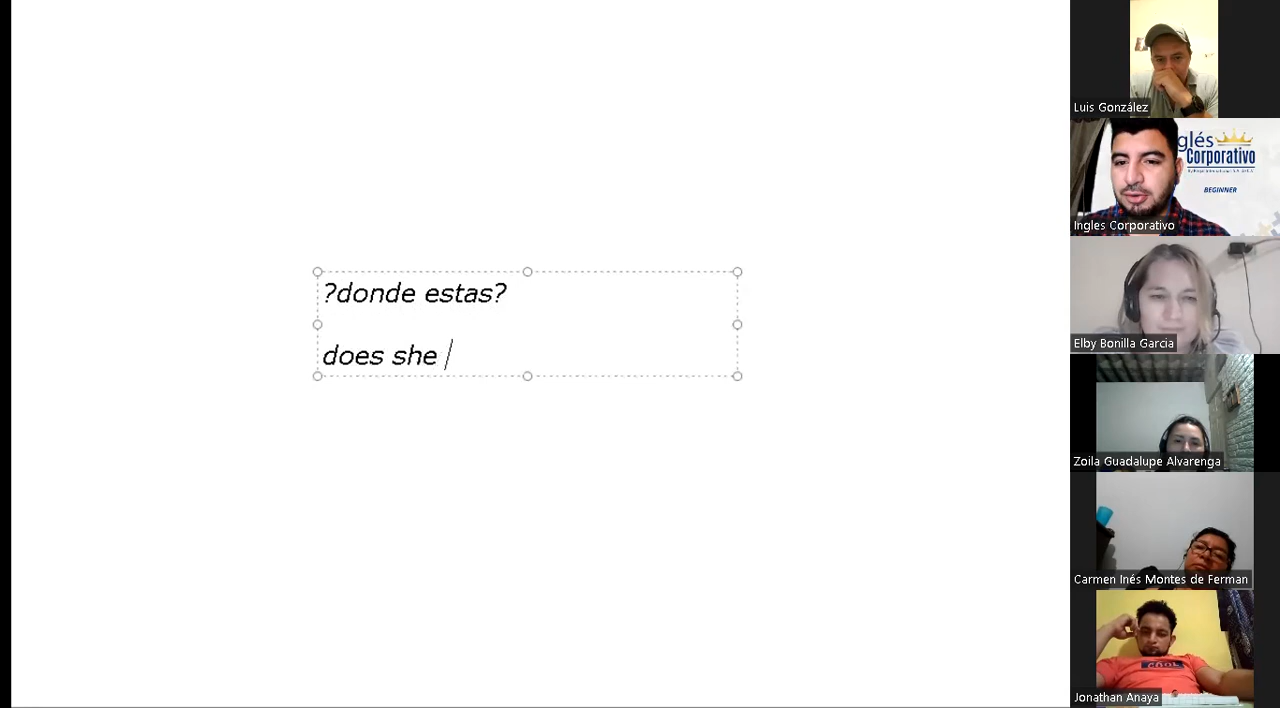 ?donde estas?
does she
Luis González
glés
Corporativo
BEGINNER
Ingles Corporativo
Elby Bonilla Garcia
Zoila Guadalupe Alvarenga
Carmen Inés Montes de Ferman
COOL
Jonathan Anaya